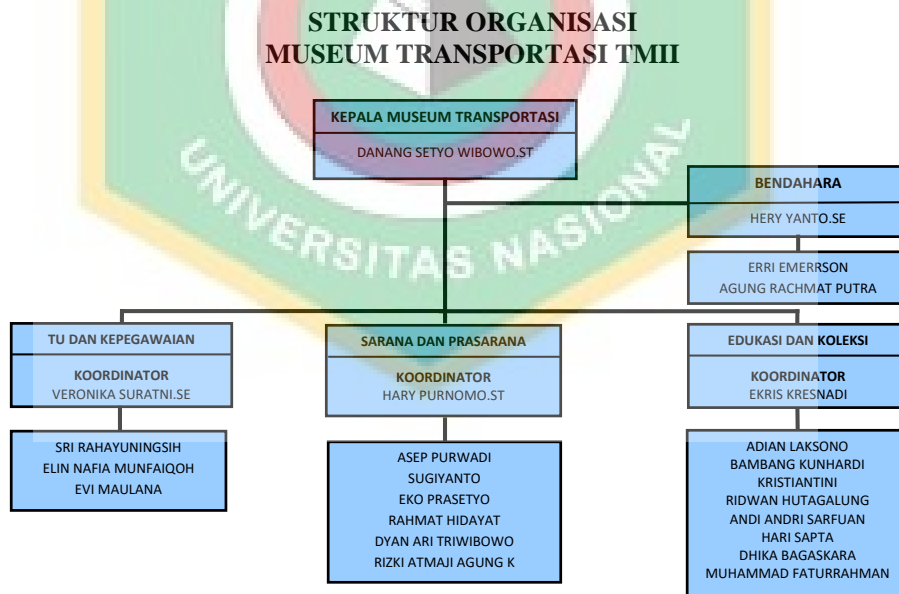 STRUKTUR ORGANISASI
MUSEUM TRANSPORTASI TMII
KEPALA MUSEUM TRANSPORTASI
DANANG SETYO WIBOWO.ST
BENDAHARA
HERY YANTO.SE
ERRI EMERRSON
AGUNG RACHMAT PUTRA
UNIVERSITAS NASIONAL
TU DAN KEPEGAWAIAN
KOORDINATOR
VERONIKA SURATNI.SE
SRI RAHAYUNINGSIH
ELIN NAFIA MUNFAIQOH
EVI MAULANA
SARANA DAN PRASARANA
KOORDINATOR
HARY PURNOMO.ST
ASEP PURWADI
SUGIYANTO
EKO PRASETYO
RAHMAT HIDAYAT
DYAN ARI TRIWIBOWO
RIZKI ATMAJI AGUNG K
EDUKASI DAN KOLEKSI
KOORDINATOR
EKRIS KRESNADI
ADIAN LAKSONO
BAMBANG KUNHARDI
KRISTIANTINI
RIDWAN HUTAGALUNG
ANDI ANDRI SARFUAN
HARI SAPTA
DHIKA BAGASKARA
MUHAMMAD FATURRAHMAN